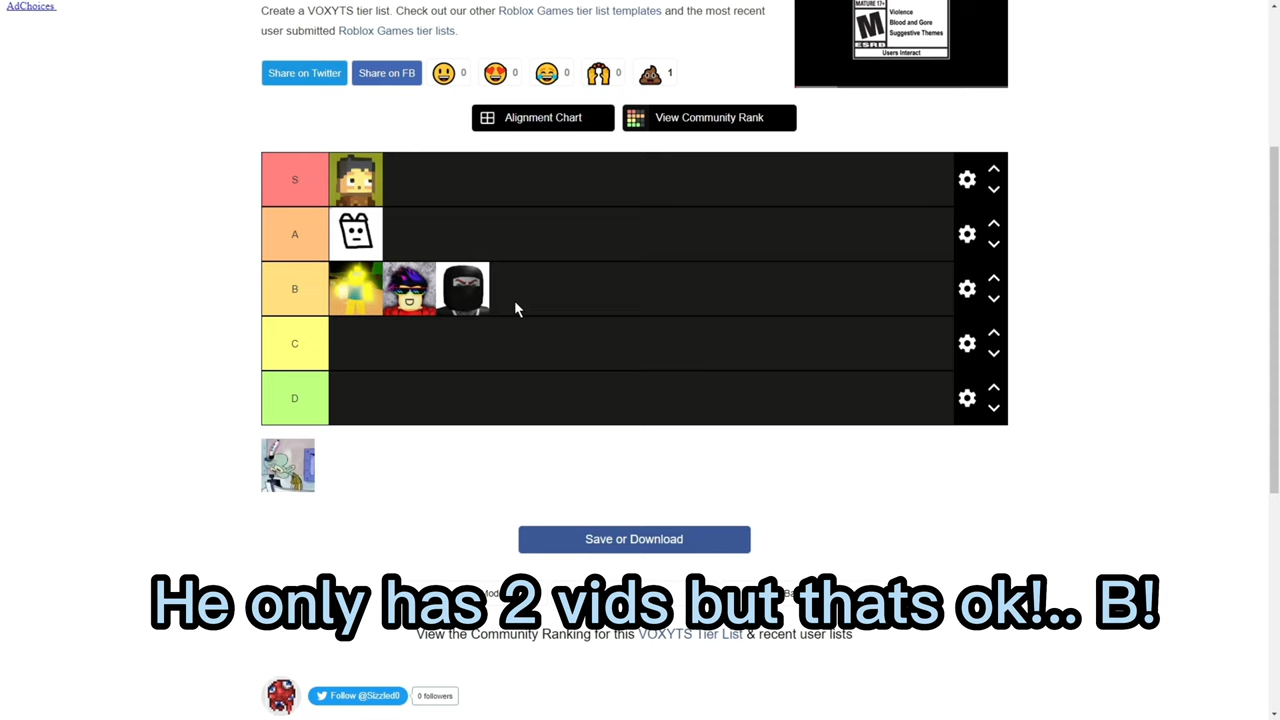 AdChoices
Create a VOXYTS tier list. Check out our other Roblox Games tier list templates and the most recent
user submitted Roblox Games tier lists.
MATURE 17+
M
ESRB
Violence
Blood and Gore
Suggestive Themes
Users Interact
Share on Twitter
Share on FB
0
0
0
0
1
Alignment Chart
View Community Rank
S
A
B
C
D
Save or Download
He only has 2 vids but thats ok!.. B!
View the Community Ranking for this VOXYTS Tier List & recent user lists
Follow @Sizzled0
0 followers